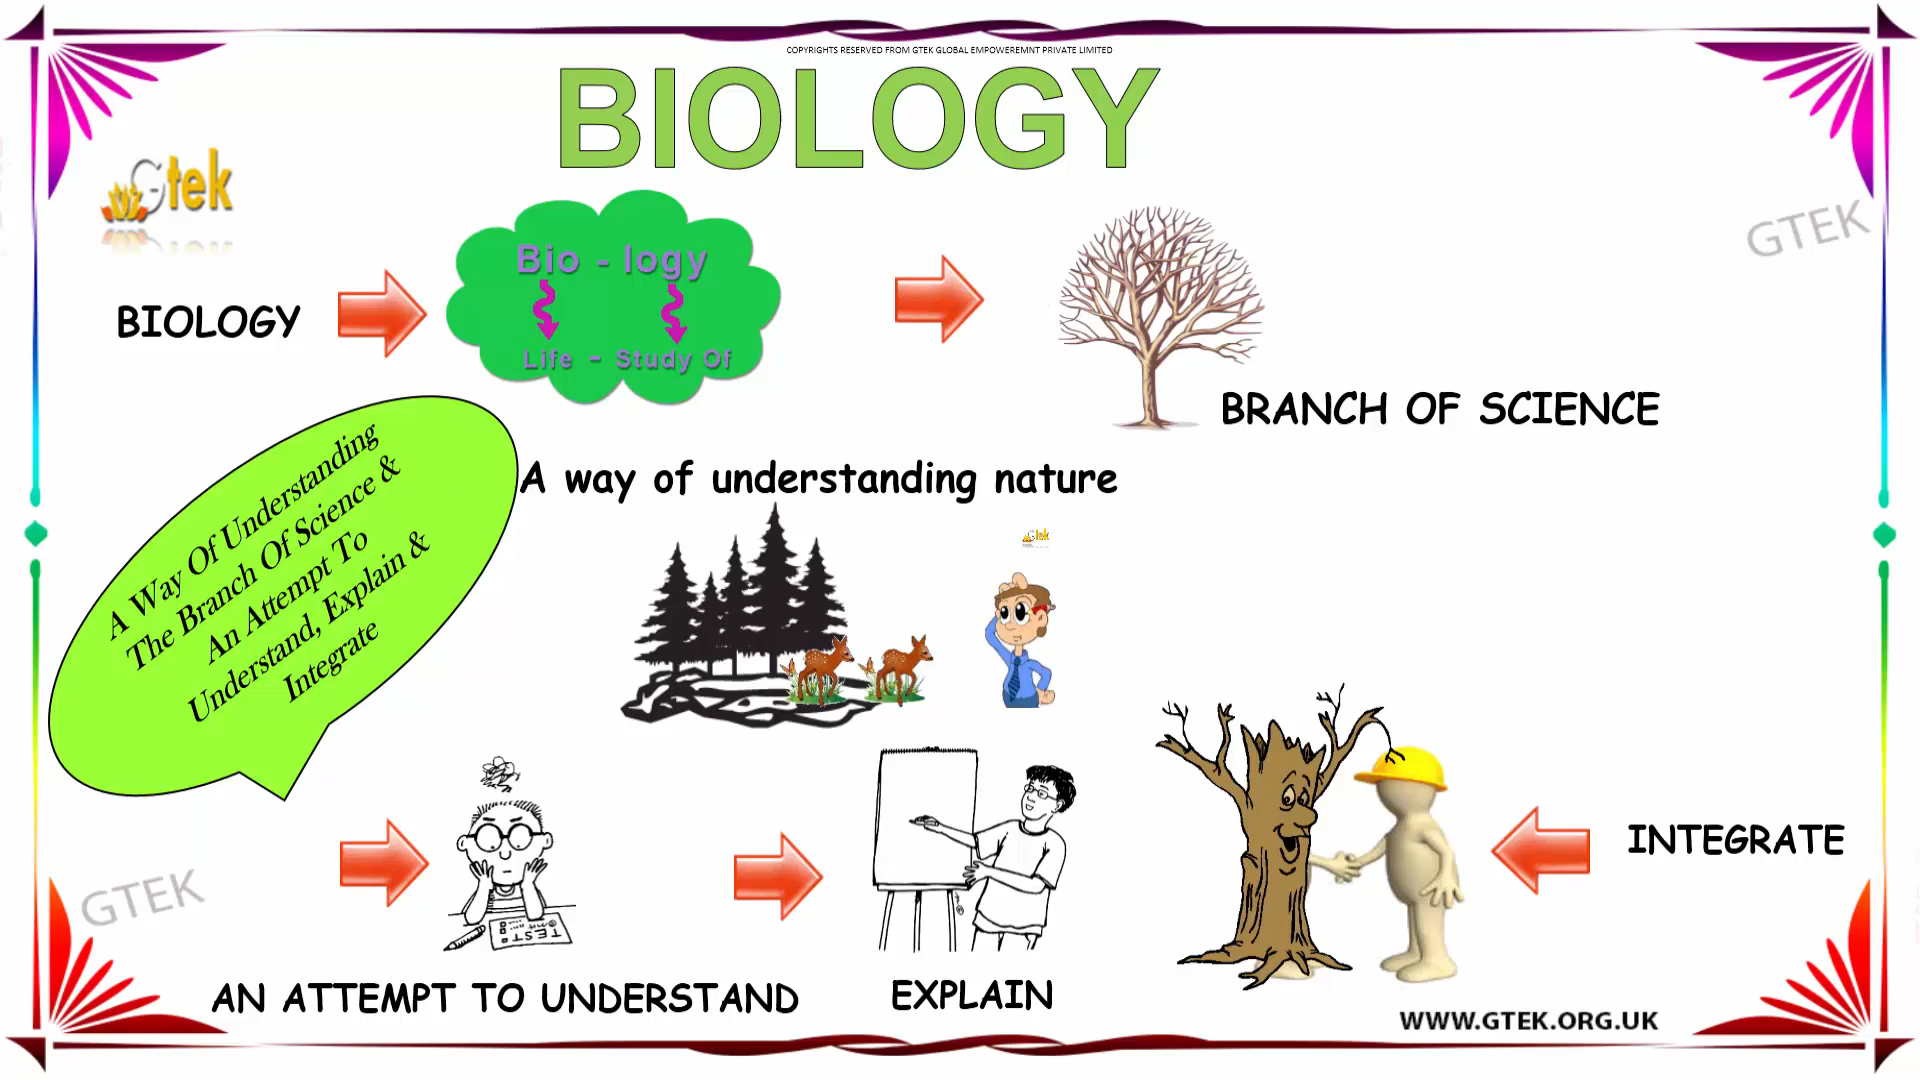 COPYRIGHTS RESERVED FROM GTEK GLOBAL EMPOWEREMNT PRIVATE LIMITED
BIOLOGY
Gtek
GTEK
Bio - logy
BIOLOGY
Life - Study Of
BRANCH OF SCIENCE
A way of understanding nature
A Way Of Understanding
The Branch Of Science &
An Attempt To
Understand, Explain &
Integrate
Gtek
INTEGRATE
GTEK
TEST
AN ATTEMPT TO UNDERSTAND
EXPLAIN
WWW.GTEK.ORG.UK